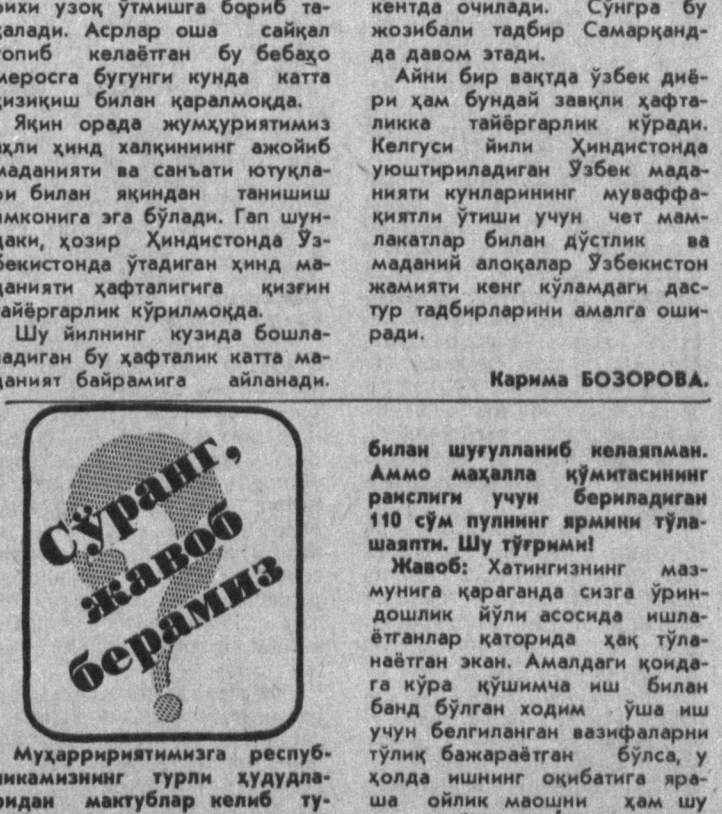 узоқ ўтмишга бориб та-
қалади. Асрлар оша сайқал
топиб келаётган бу бебаҳо
меросга бугунги кунда катта
қизиқиш билан қаралмоқда.
Яқин орада жумҳуриятимиз
аҳли ҳинд халқининг ажойиб
маданияти ва санъати ютуқла-
ри билан яқиндан танишиш
имконига эга бўлади. Гап шун-
даки, ҳозир Ҳиндистонда Ўз-
бекистонда ўтадиган ҳинд ма-
данияти ҳафталигига қизғин
тайёргарлик кўрилмоқда.
Шу йилнинг кузида бошла-
надиган бу ҳафталик катта ма-
даният байрамига айланади.
кентда очилади. Сўнгра бу
жозибали тадбир Самарқанд-
да давом этади.
Айни бир вақтда ўзбек диё-
ри ҳам бундай завқли ҳафта-
ликка тайёргарлик кўради.
Келгуси йили Ҳиндистонда
уюштириладиган Ўзбек мада-
нияти кунларининг муваффа-
қиятли ўтиши учун чет мам-
лакатлар билан дўстлик ва
маданий алоқалар Ўзбекистон
жамияти кенг кўламдаги дас-
тур тадбирларини амалга оши-
ради.
Карима БОЗОРОВА.
Сўранг,
жавоб
берамиз
Муҳарририятимизга респуб-
ликамизнинг турли ҳудудла-
ридан мактублар келиб ту-
билан шуғулланиб келаяпман.
Аммо маҳалла қўмитасининг
раислиги учун бериладиган
110 сўм пулнинг ярмини тўла-
шаяпти. Шу тўғрими!
Жавоб: Хатингизнинг маз-
мунига қараганда сизга ўрин-
дошлик йўли асосида ишла-
ётганлар қаторида ҳақ тўла-
наётган экан. Амалдаги қоида-
га кўра қўшимча иш билан
банд бўлган ходим ўша иш
учун белгиланган вазифаларни
тўлиқ бажараётган бўлса, у
ҳолда ишнинг оқибатига яра-
ша ойлик маошни ҳам шу